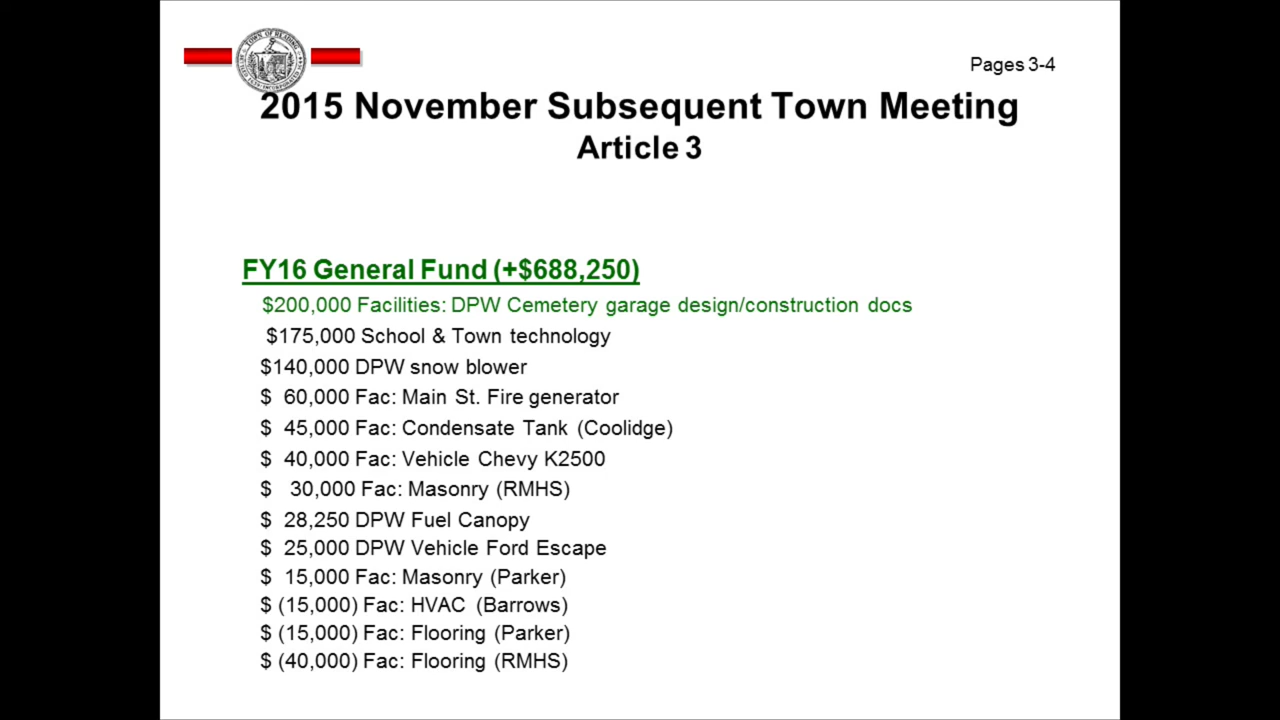 TOWN OF READING
Pages 3-4
2015 November Subsequent Town Meeting
Article 3
FY16 General Fund (+$688,250)
$200,000 Facilities: DPW Cemetery garage design/construction docs
$175,000 School & Town technology
$140,000 DPW snow blower
$ 60,000 Fac: Main St. Fire generator
$ 45,000 Fac: Condensate Tank (Coolidge)
$ 40,000 Fac: Vehicle Chevy K2500
$ 30,000 Fac: Masonry (RMHS)
$ 28,250 DPW Fuel Canopy
$ 25,000 DPW Vehicle Ford Escape
$ 15,000 Fac: Masonry (Parker)
$ (15,000) Fac: HVAC (Barrows)
$ (15,000) Fac: Flooring (Parker)
$ (40,000) Fac: Flooring (RMHS)